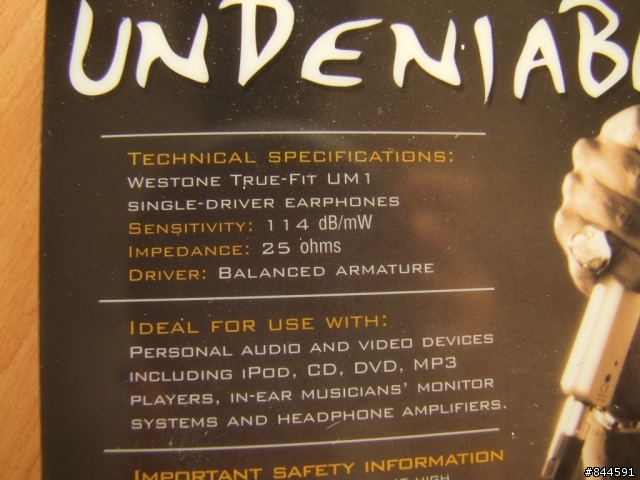 UNDENIAB
TECHNICAL SPECIFICATIONS:
WESTONE TRUE-FIT UM1
SINGLE-DRIVER EARPHONES
SENSITIVITY: 114 dB/mW
IMPEDANCE: 25 ohms
DRIVER: BALANCED ARMATURE
IDEAL FOR USE WITH:
PERSONAL AUDIO AND VIDEO DEVICES
INCLUDING IPOD, CD, DVD, MP3
PLAYERS, IN-EAR MUSICIANS' MONITOR
SYSTEMS AND HEADPHONE AMPLIFIERS.
IMPORTANT SAFETY INFORMATION
AT HIGH
#844591